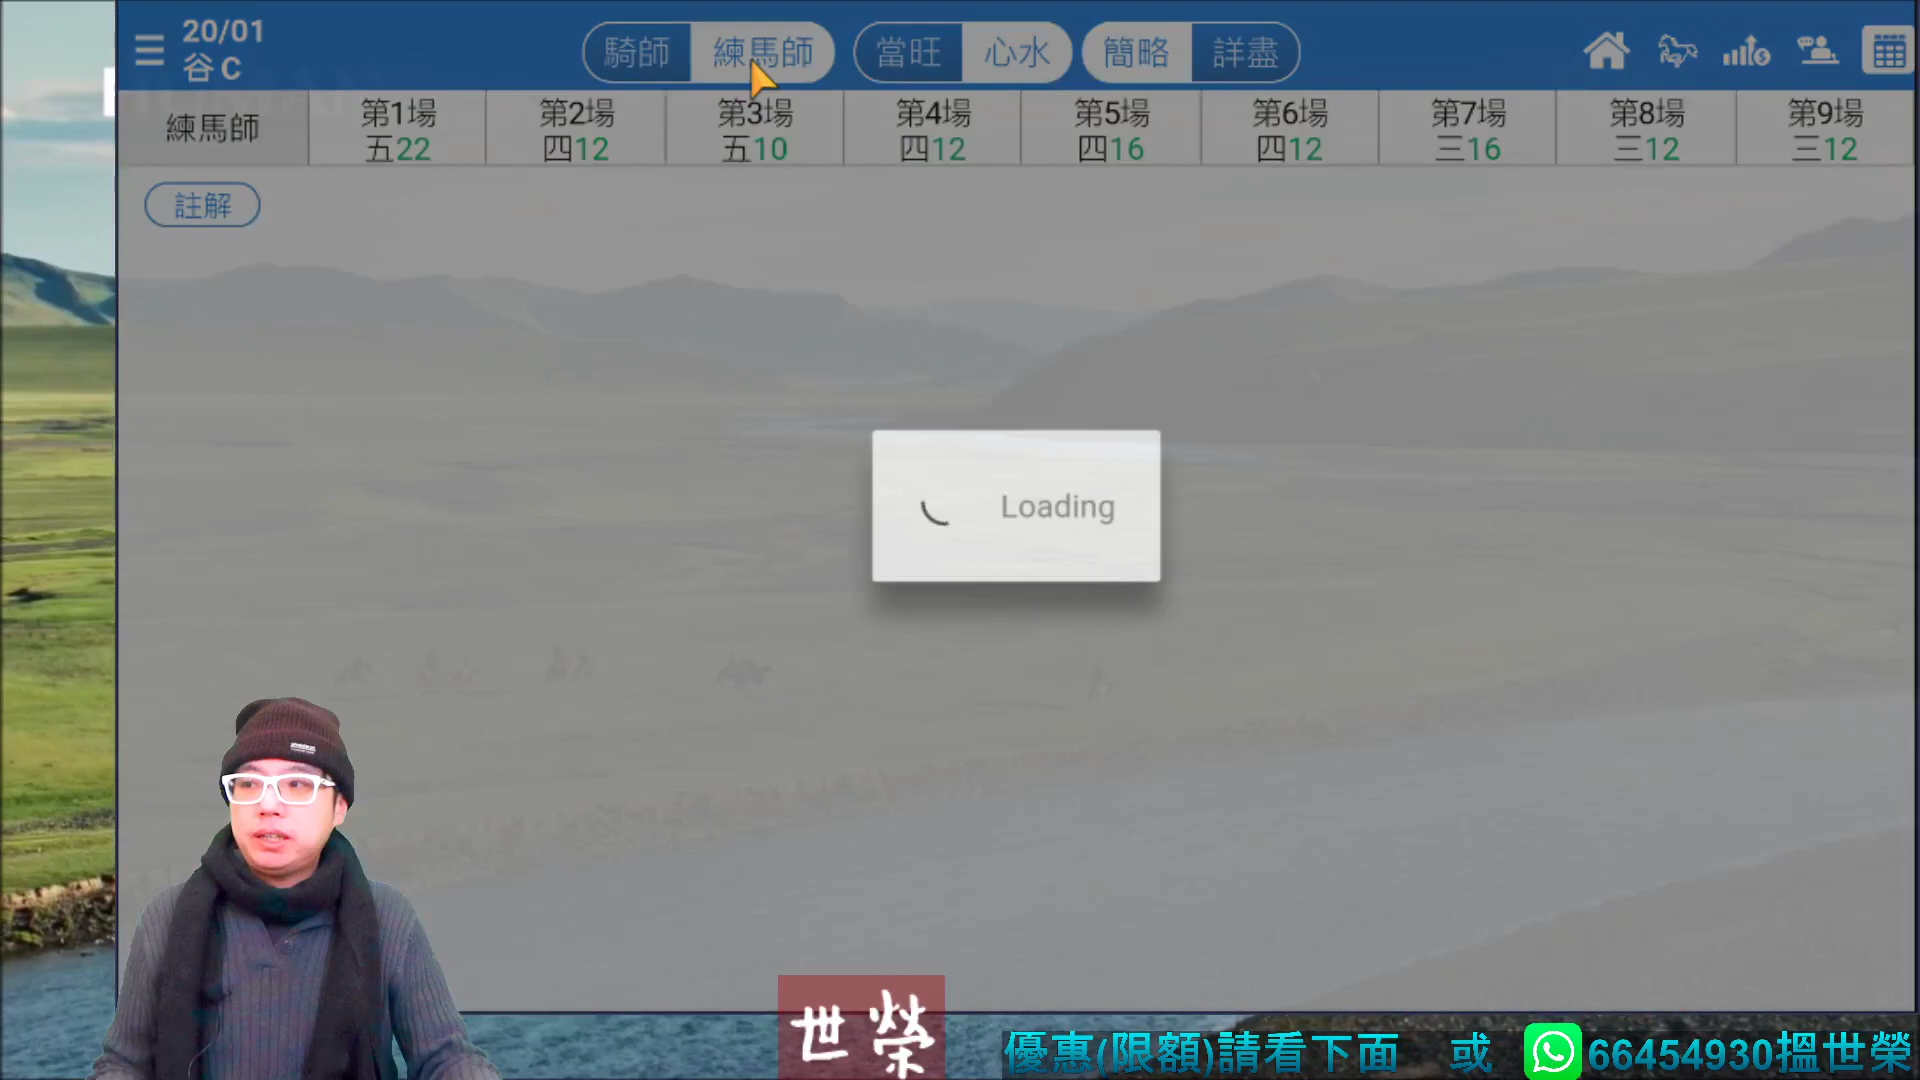 20/01
谷 C
騎師 練馬師 當旺 心水 簡略 詳盡
練馬師 第1場 第2場 第3場 第4場 第5場 第6場 第7場 第8場 第9場
五22 四12 五10 四12 四16 四12 三16 三12 三12
註解
Loading
世榮
優惠(限額)請看下面 或 66454930搵世榮